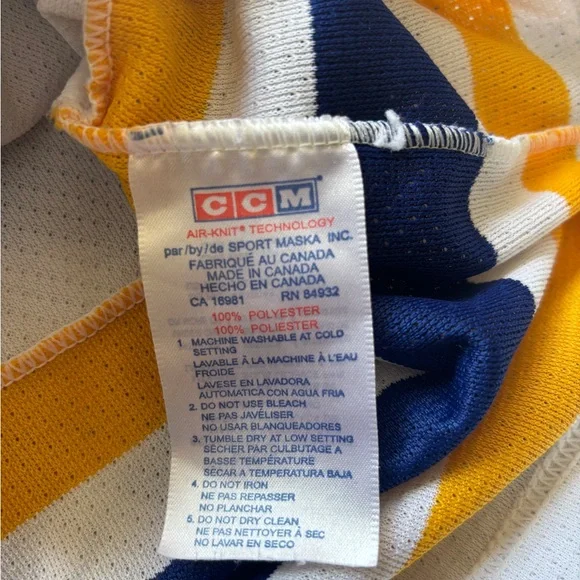 CCM
AIR-KNIT® TECHNOLOGY
par/by/de SPORT MASKA INC.
FABRIQUÉ AU CANADA
MADE IN CANADA
HECHO EN CANADA
CA 16981 RN 84932
100% POLYESTER
100% POLIESTER
1. MACHINE WASHABLE AT COLD
SETTING
LAVABLE À LA MACHINE À L'EAU
FROIDE
LAVESE EN LAVADORA
AUTOMATICA CON AGUA FRIA
2. DO NOT USE BLEACH
NE PAS JAVÉLISER
NO USAR BLANQUEADORES
3. TUMBLE DRY AT LOW SETTING
SÉCHER PAR CULBUTAGE A
BASSE TEMPÉRATURE
SÉCAR A TEMPERATURA BAJA
4. DO NOT IRON
NE PAS REPASSER
NO PLANCHAR
5. DO NOT DRY CLEAN
NE PAS NETTOYER À SEC
NO LAVAR EN SECO